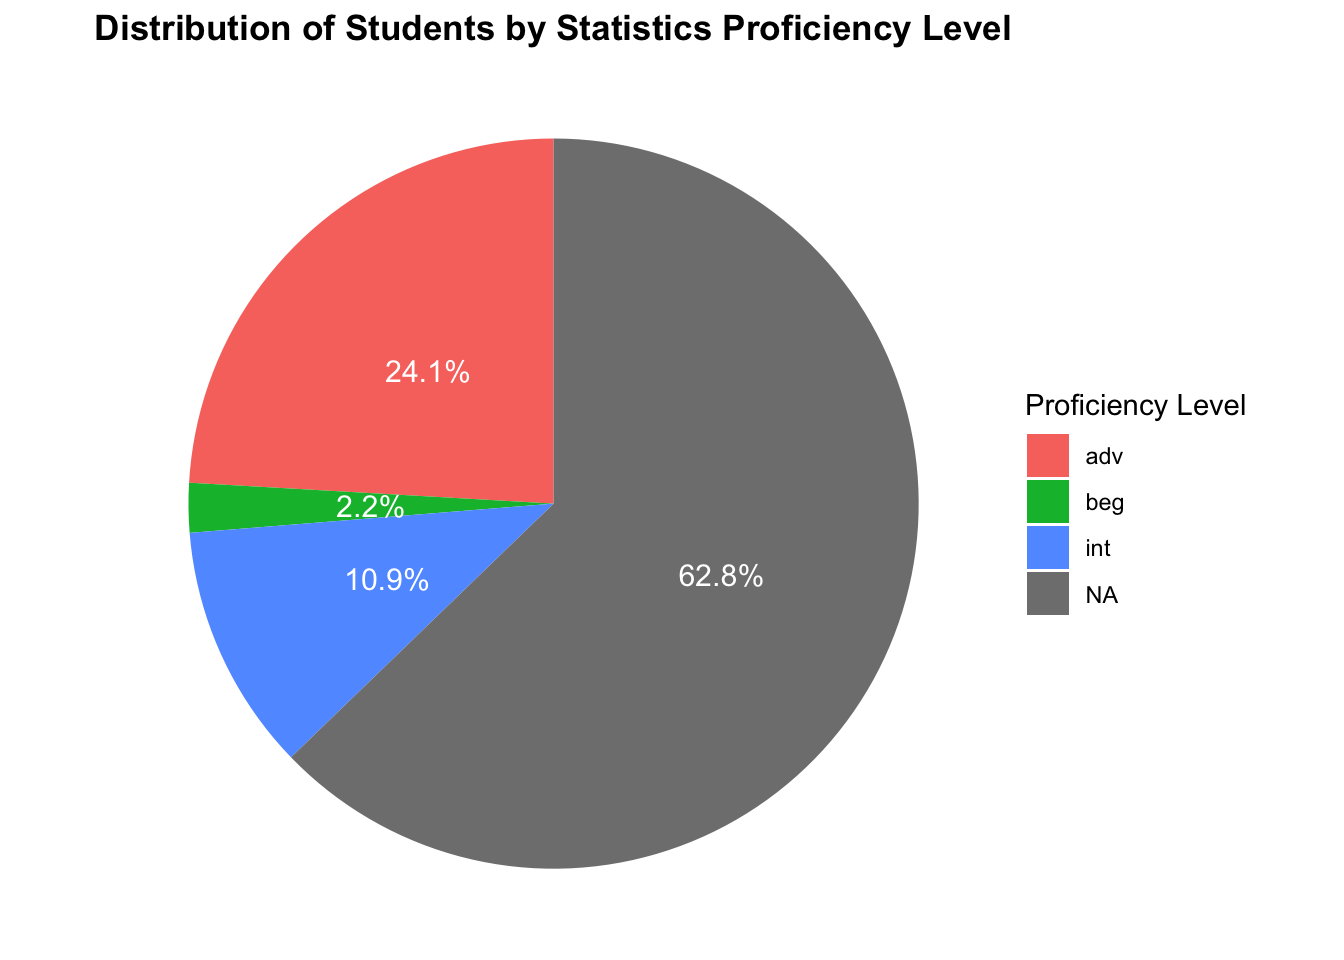 Distribution of Students by Statistics Proficiency Level
24.1%
2.2%
10.9%
62.8%
Proficiency Level
adv
beg
int
NA